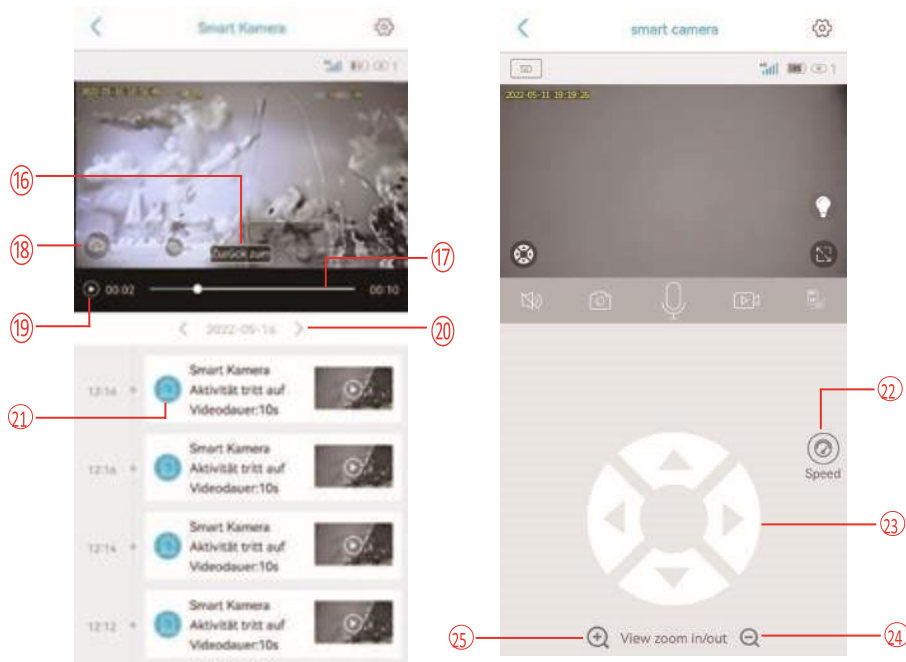 Smart Kamera
1
16
Zurück zum
18
17
19
00:02
00:10
2022-05-16
20
12:16
Smart Kamera
Aktivität tritt auf
Videodauer:10s
21
12:16
Smart Kamera
Aktivität tritt auf
Videodauer:10s
12:14
Smart Kamera
Aktivität tritt auf
Videodauer:10s
12:12
Smart Kamera
Aktivität tritt auf
Videodauer:10s
smart camera
SD
1
2022-05-11 19:19:26
22
Speed
23
25
View zoom in/out
24